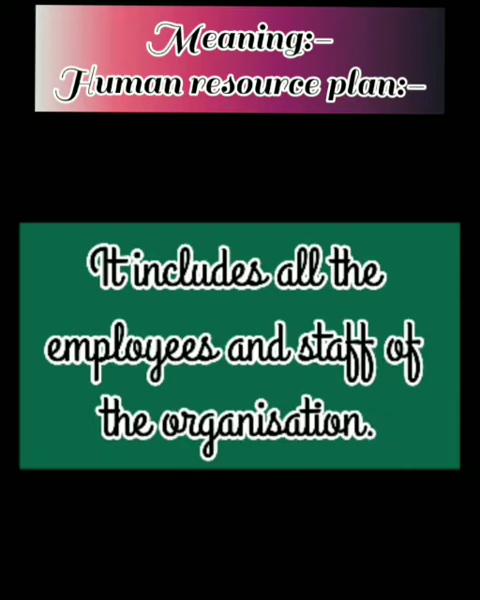 Meaning:-
Human resource plan:-
It includes all the
employees and staff of
the organisation.